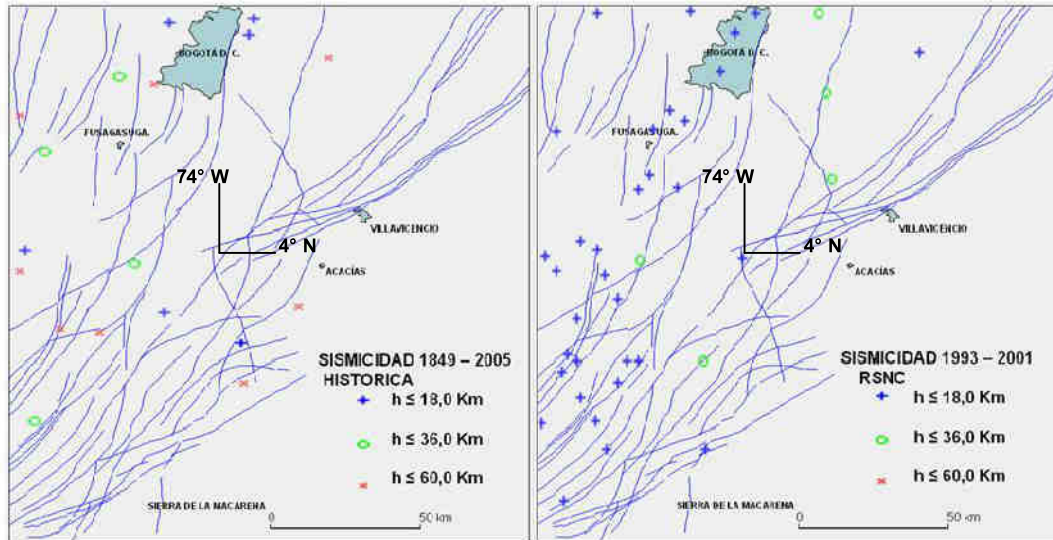 BOGOTÁ D. C.
FUSAGASUGA.
74° W
4° N
VILLAVICENCIO
ACACÍAS
SISMICIDAD 1849 – 2005
HISTORICA
h ≤ 18,0 Km
h ≤ 36,0 Km
h ≤ 60,0 Km
SIERRA DE LA MACARENA
0 50 km
BOGOTÁ D. C.
FUSAGASUGA.
74° W
4° N
VILLAVICENCIO
ACACÍAS
SISMICIDAD 1993 – 2001
RSNC
h ≤ 18,0 Km
h ≤ 36,0 Km
h ≤ 60,0 Km
SIERRA DE LA MACARENA
0 50 km